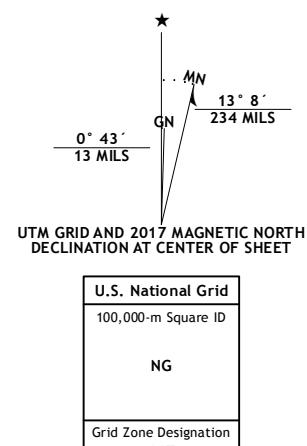 ★
MN
GN
13° 8´
234 MILS
0° 43´
13 MILS
UTM GRID AND 2017 MAGNETIC NORTH
DECLINATION AT CENTER OF SHEET
U.S. National Grid
100,000-m Square ID
NG
Grid Zone Designation